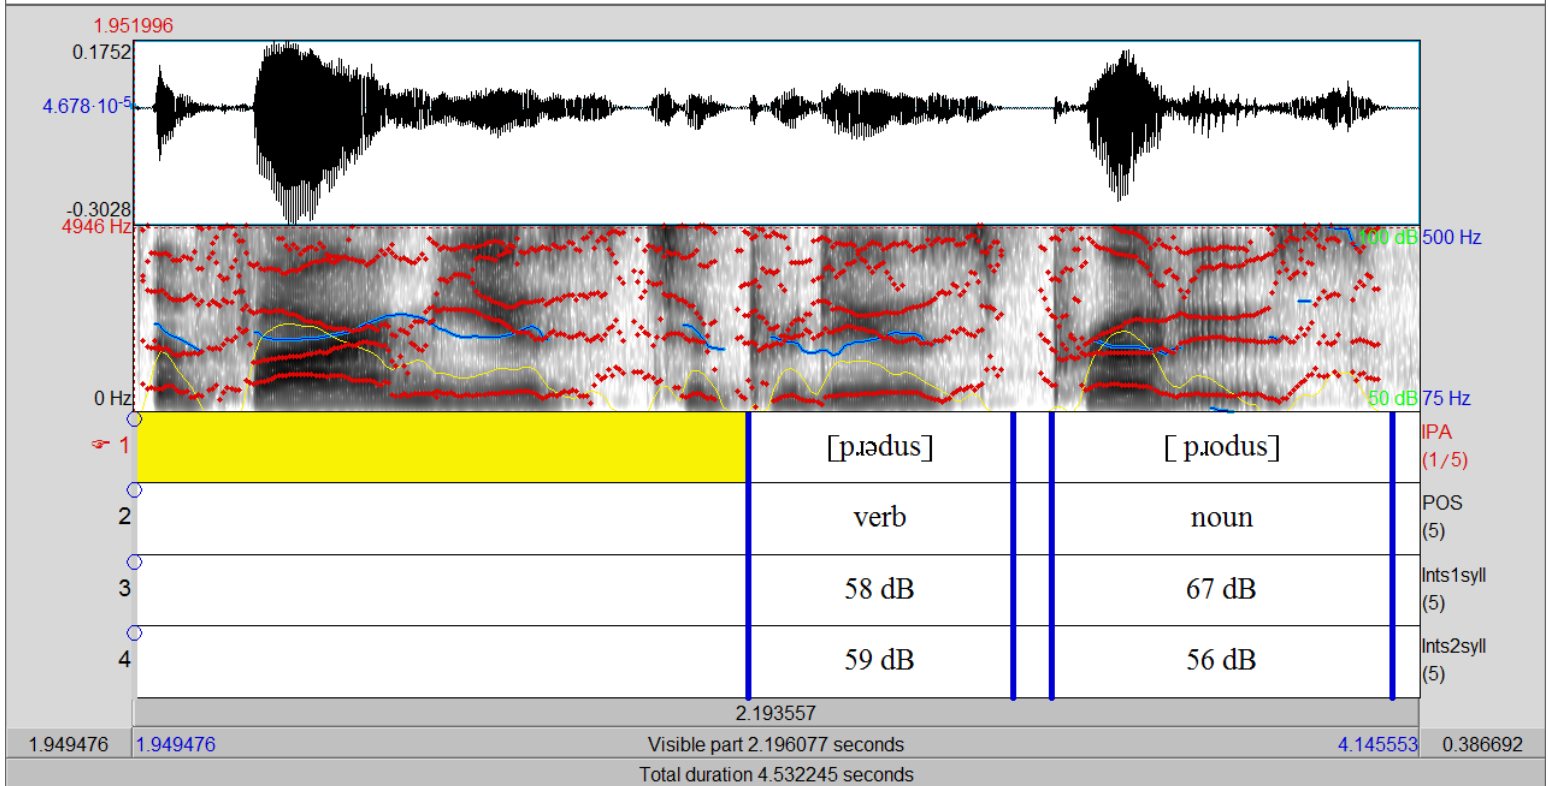 1.951996
0.1752
4.678·10-5
-0.3028
4946 Hz
100 dB 500 Hz
0 Hz
50 dB 75 Hz
1 [pɹədus] [ pɹodus] IPA
(1/5)
2 verb noun POS
(5)
3 58 dB 67 dB Ints1syll
(5)
4 59 dB 56 dB Ints2syll
(5)
2.193557
1.949476 1.949476 Visible part 2.196077 seconds 4.145553 0.386692
Total duration 4.532245 seconds